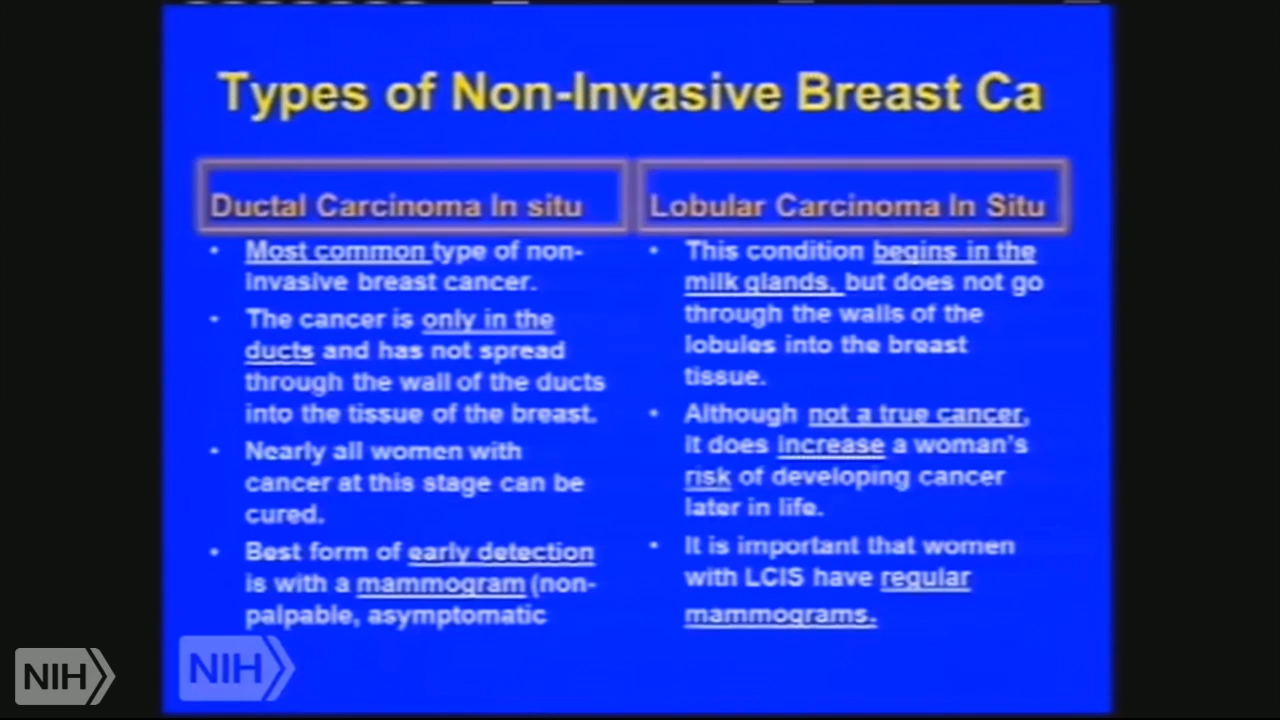 Types of Non-Invasive Breast Ca
Ductal Carcinoma In situ
• Most common type of non-
invasive breast cancer.
• The cancer is only in the
ducts and has not spread
through the wall of the ducts
into the tissue of the breast.
• Nearly all women with
cancer at this stage can be
cured.
• Best form of early detection
is with a mammogram (non-
palpable, asymptomatic
Lobular Carcinoma In Situ
• This condition begins in the
milk glands, but does not go
through the walls of the
lobules into the breast
tissue.
• Although not a true cancer,
it does increase a woman's
risk of developing cancer
later in life.
• It is important that women
with LCIS have regular
mammograms.
NIH
NIH